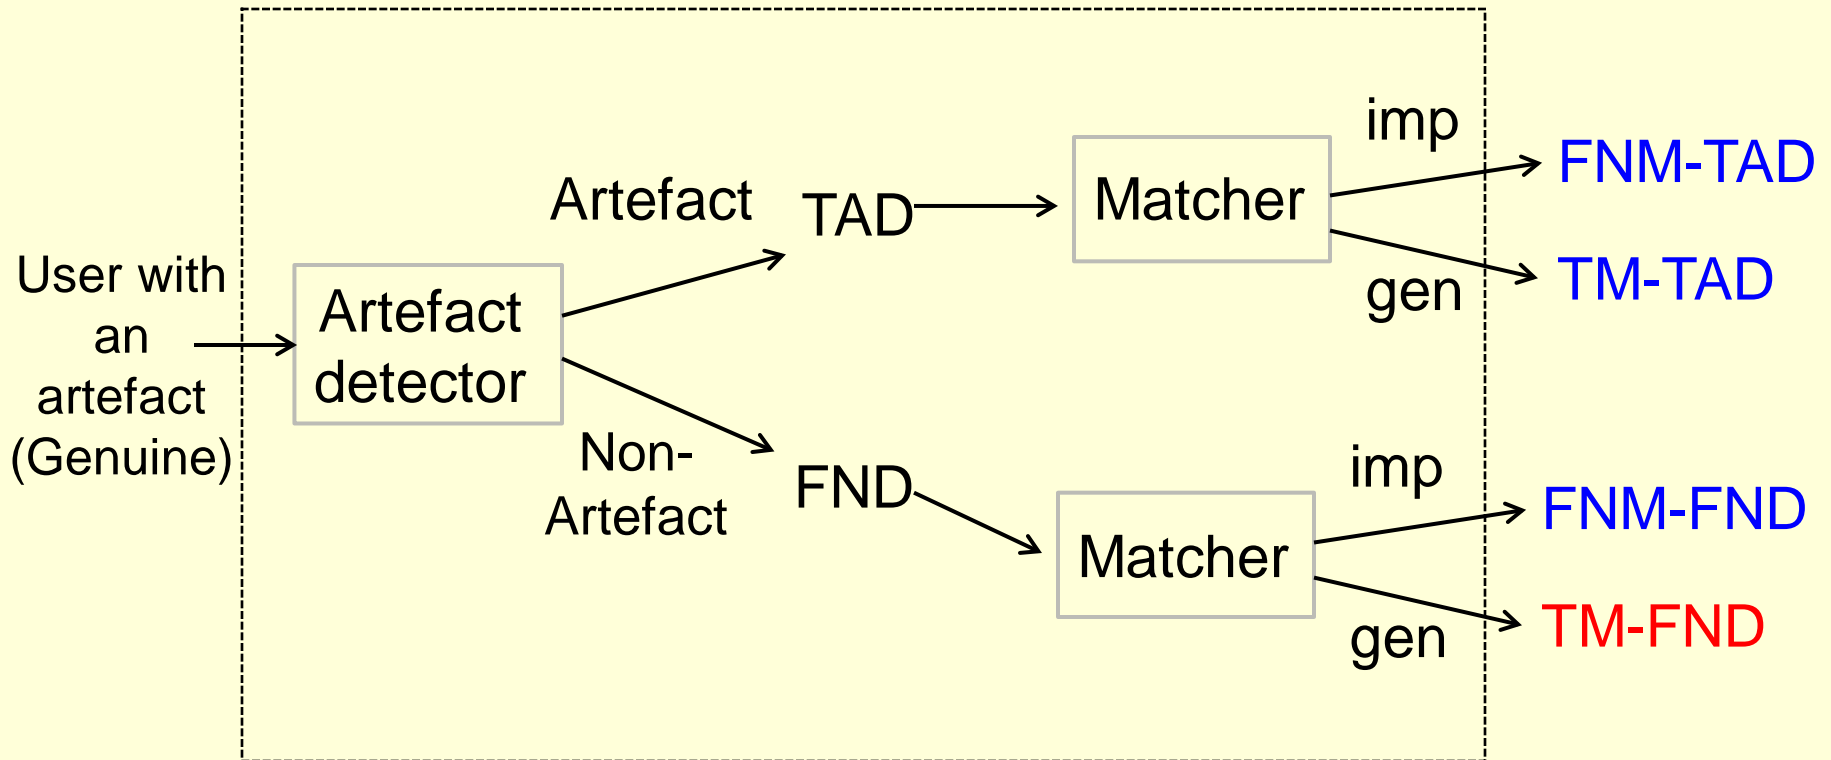 User with
an
artefact
(Genuine)
Artefact
detector
Artefact
TAD
Matcher
imp
FNM-TAD
gen
TM-TAD
Non-
Artefact
FND
Matcher
imp
FNM-FND
gen
TM-FND